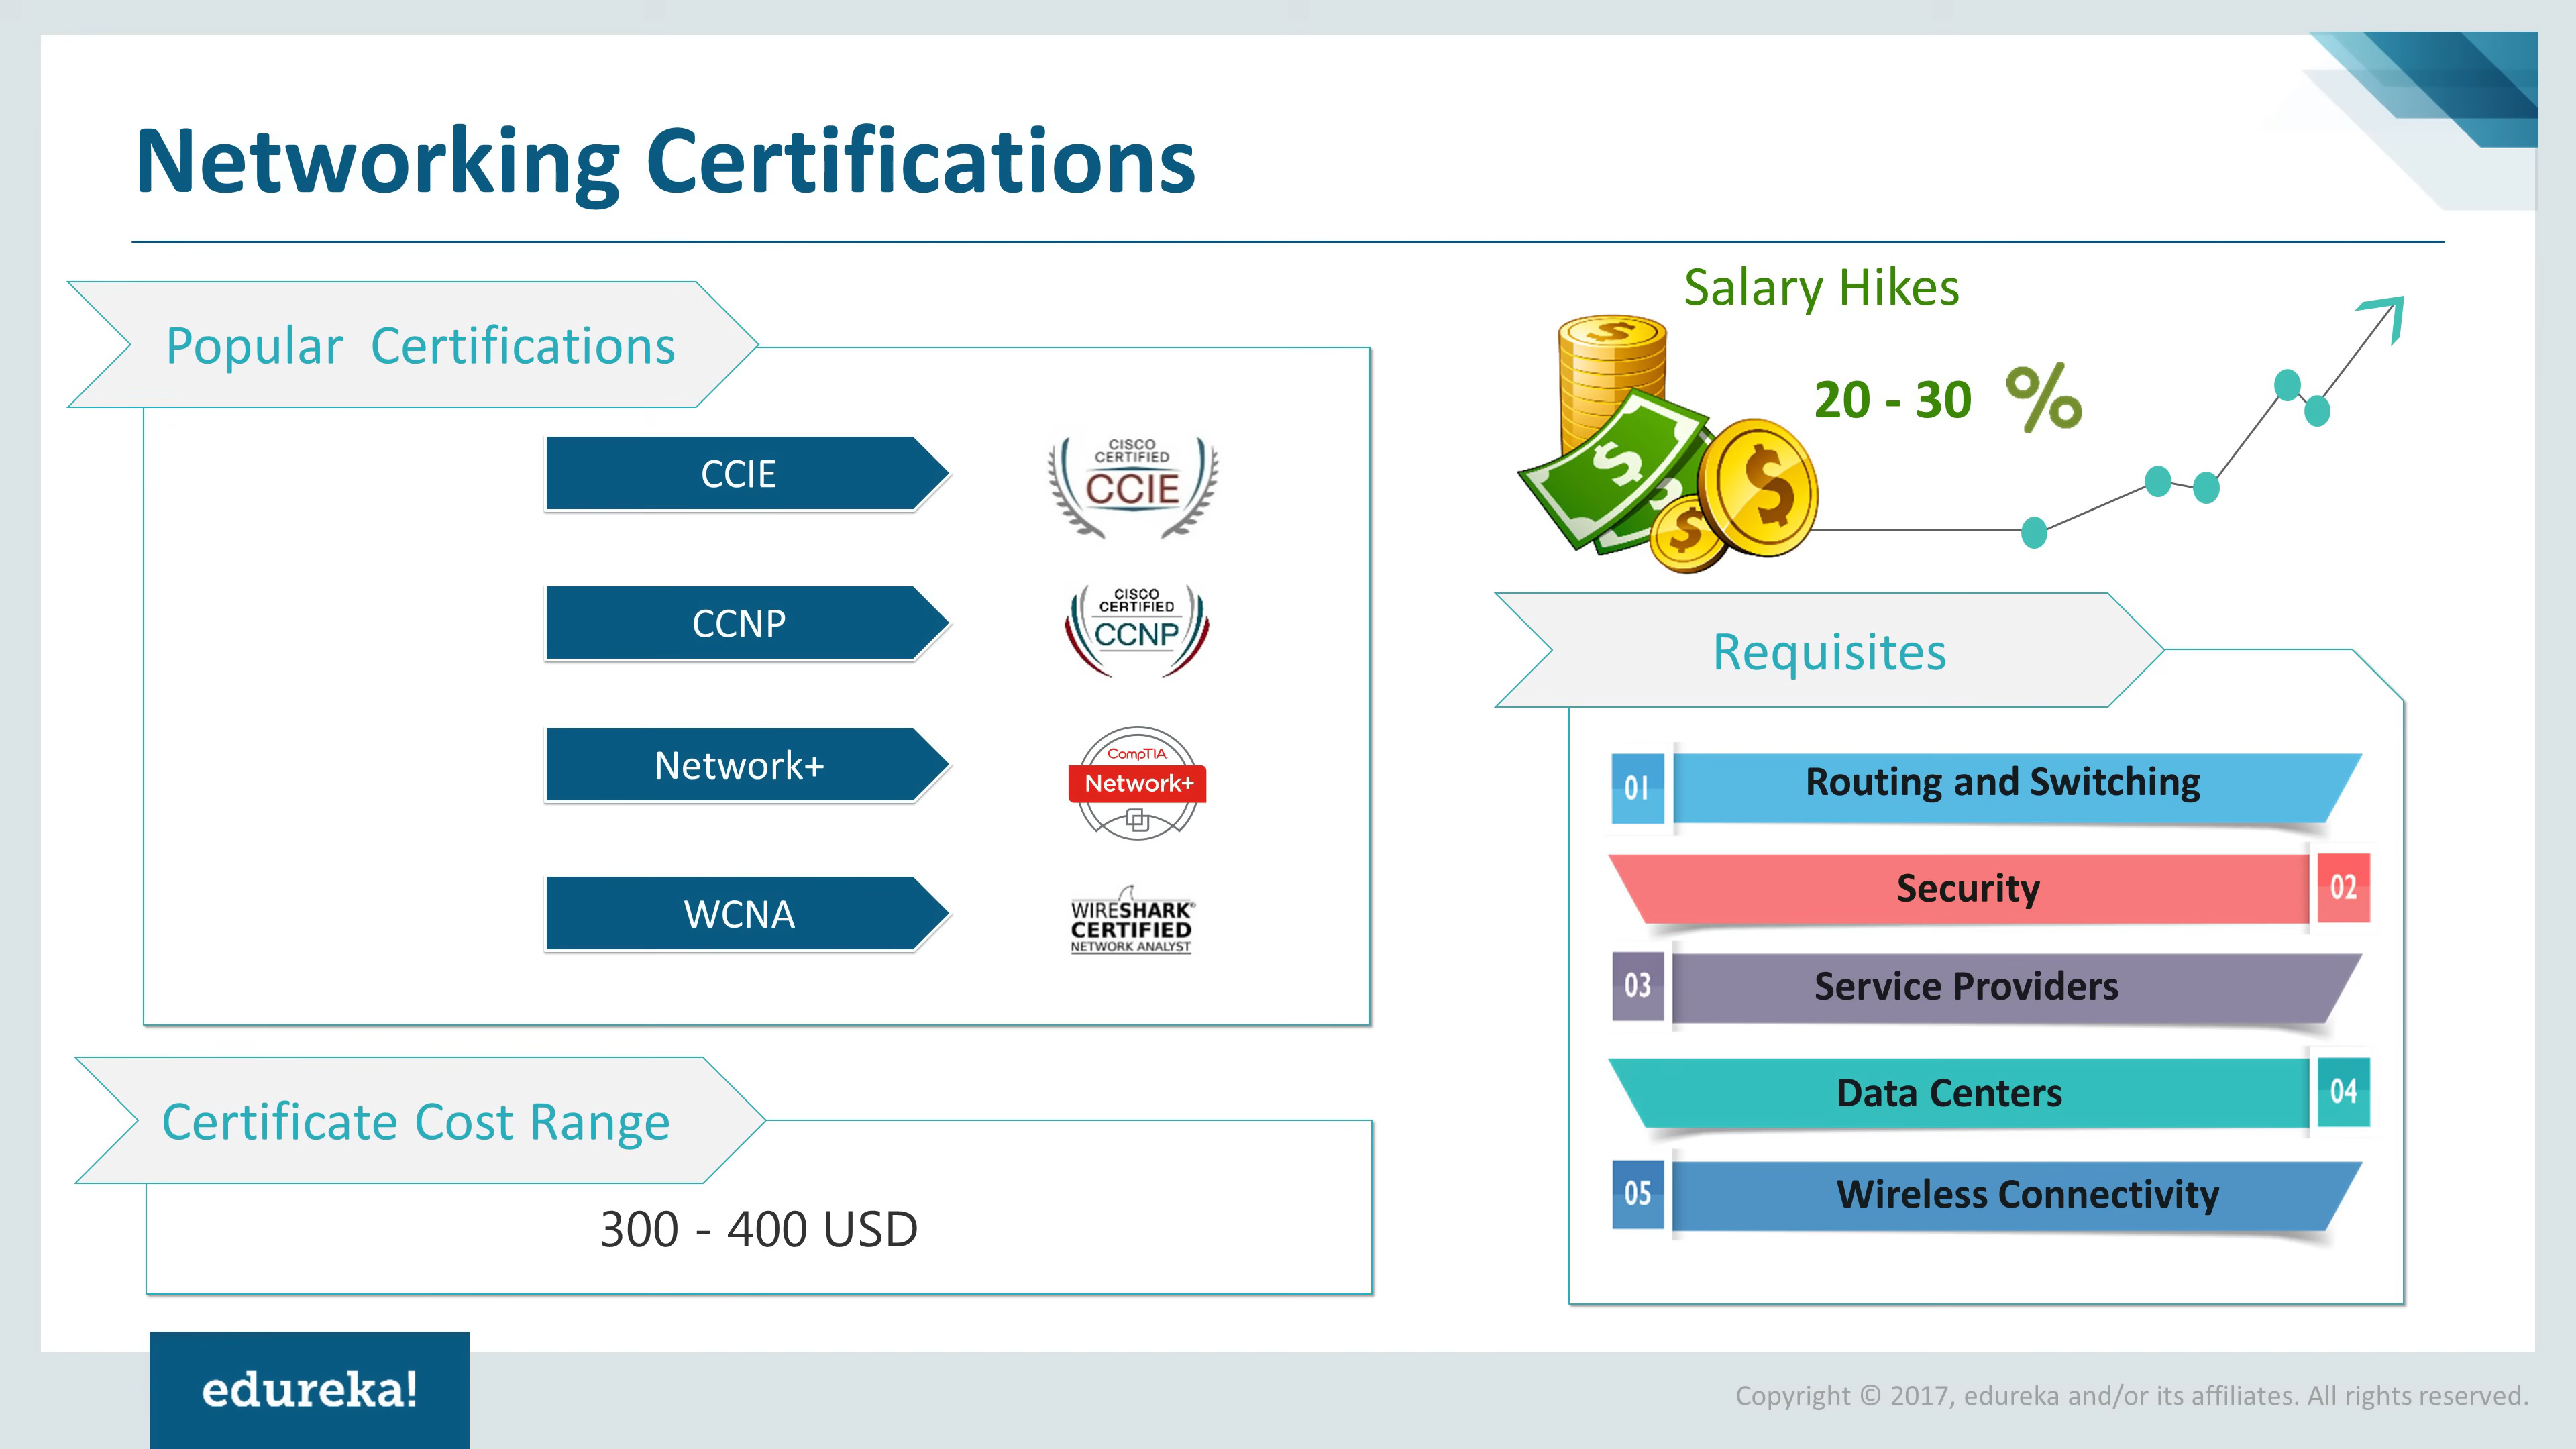 Networking Certifications
Popular Certifications
CCIE
CISCO
CERTIFIED
CCIE
CCNP
CISCO
CERTIFIED
CCNP
Network+
CompTIA
Network+
WCNA
WIRESHARK®
CERTIFIED
NETWORK ANALYST
Certificate Cost Range
300 - 400 USD
Salary Hikes
20 - 30 %
$
$
$
$
Requisites
01 Routing and Switching
Security 02
03 Service Providers
Data Centers 04
05 Wireless Connectivity
edureka!
Copyright © 2017, edureka and/or its affiliates. All rights reserved.